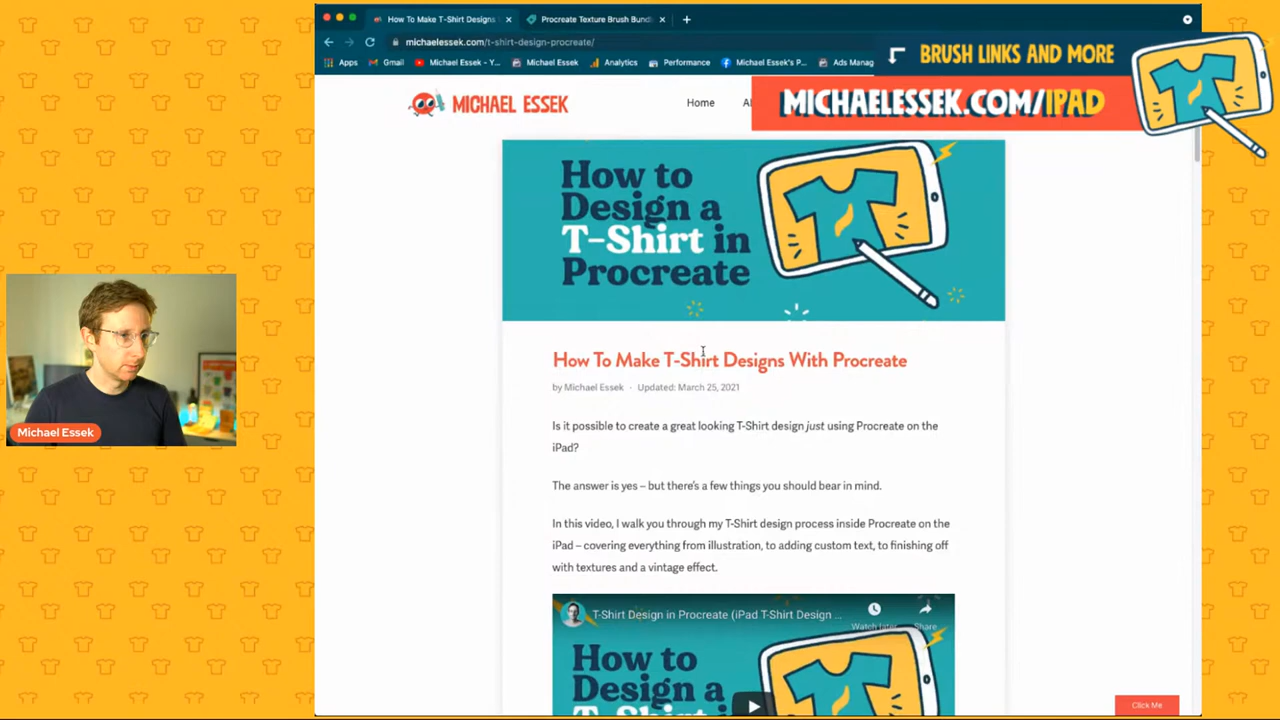 How To Make T-Shirt Designs
Procreate Texture Brush Bund
michaelessek.com/t-shirt-design-procreate/
Apps
Gmail
Michael Essek - Y...
Michael Essek
Analytics
Performance
Michael Essek's P...
Ads Manag
BRUSH LINKS AND MORE
MICHAELESSEK.COM/IPAD
MICHAEL ESSEK
Home
How to
Design a
T-Shirt in
Procreate
How To Make T-Shirt Designs With Procreate
by Michael Essek · Updated: March 25, 2021
Is it possible to create a great looking T-Shirt design just using Procreate on the
iPad?
The answer is yes – but there's a few things you should bear in mind.
In this video, I walk you through my T-Shirt design process inside Procreate on the
iPad – covering everything from illustration, to adding custom text, to finishing off
with textures and a vintage effect.
T-Shirt Design in Procreate (iPad T-Shirt Design ...
Watch later
Share
How to
Design a
Michael Essek
Click Me